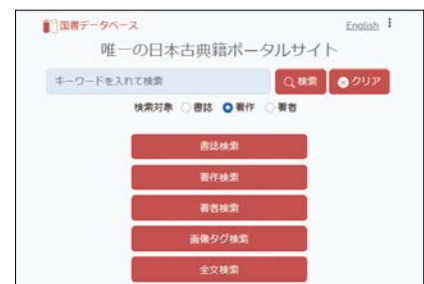 国書データベース English
唯一の日本古典籍ポータルサイト
キーワードを入れて検索 検索 クリア
検索対象 書誌 著作 著者
書誌検索
著作検索
著者検索
画像タグ検索
全文検索